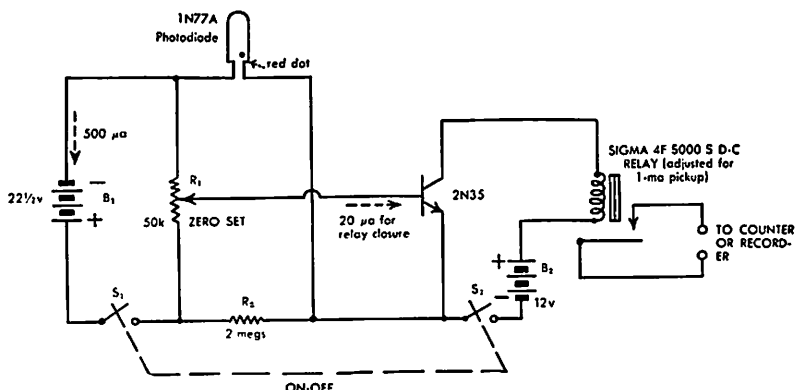 1N77A
Photodiode
red dot
500 μa
R₁
50k
ZERO SET
22½v
−
B₁
+
20 μa for
relay closure
2N35
SIGMA 4F 5000 S D-C
RELAY (adjusted for
1-ma pickup)
TO COUNTER
OR RECORD-
ER
+
B₂
−
12v
S₁
R₂
2 megs
S₂
ON-OFF